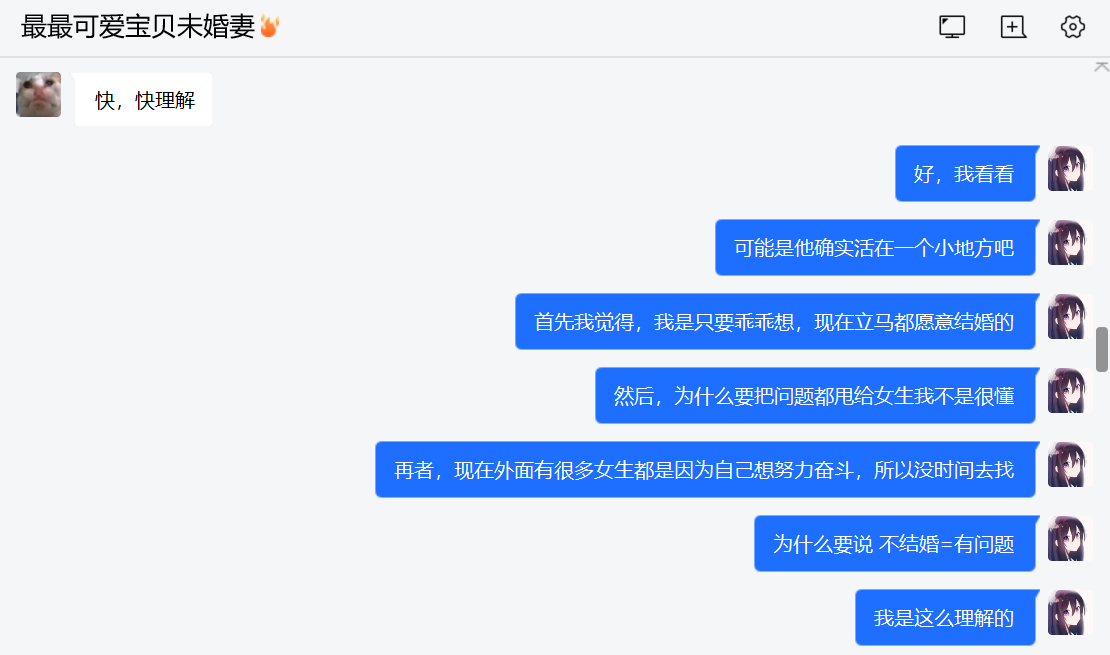 最最可爱宝贝未婚妻🔥
快，快理解
好，我看看
可能是他确实活在一个小地方吧
首先我觉得，我是只要乖乖想，现在立马都愿意结婚的
然后，为什么要把问题都甩给女生我不是很懂
再者，现在外面有很多女生都是因为自己想努力奋斗，所以没时间去找
为什么要说 不结婚=有问题
我是这么理解的